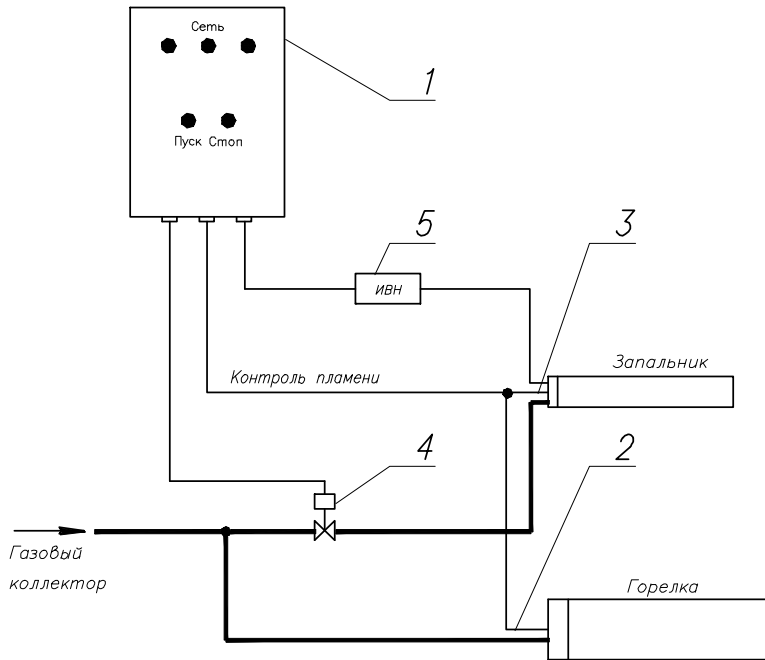 Сеть
1
Пуск Стоп
5
3
ИВН
Запальник
Контроль пламени
4
2
Газовый
коллектор
Горелка